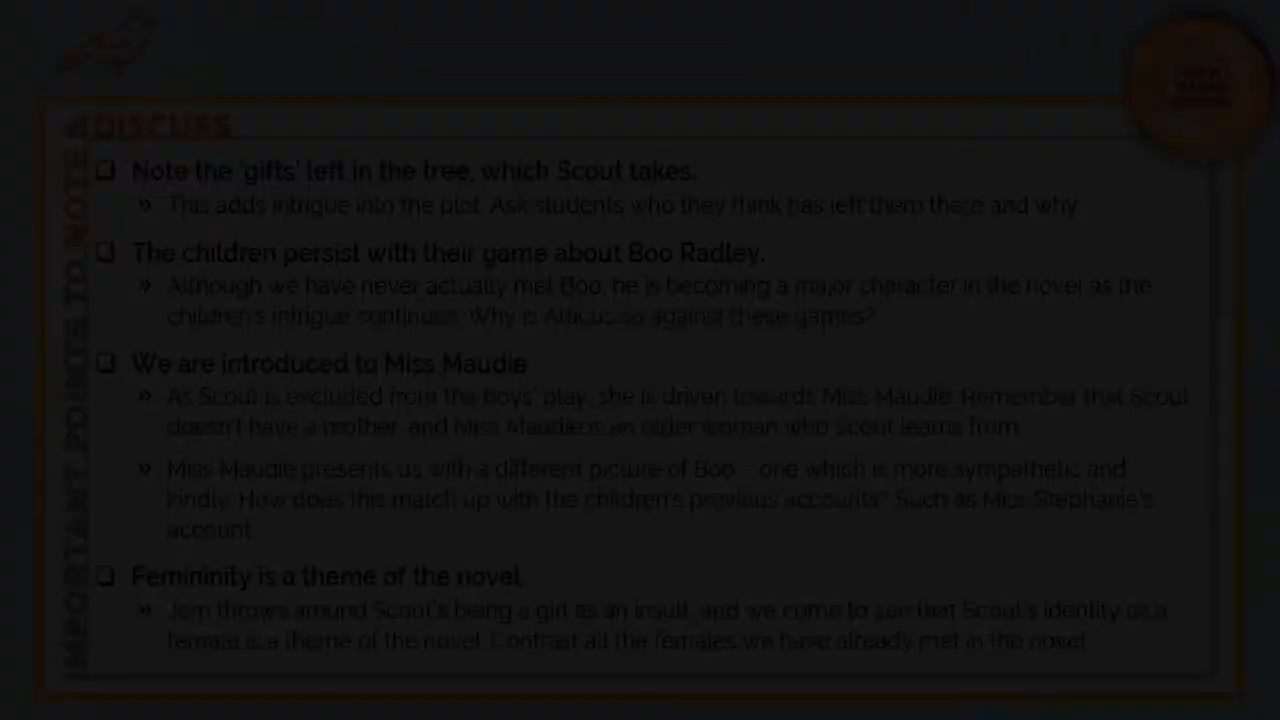 & DISCUSS
IMPORTANT POINTS TO NOTE
❑ Note the 'gifts' left in the tree, which Scout takes.
» This adds intrigue into the plot. Ask students who they think has left them there and why.
❑ The children persist with their game about Boo Radley.
» Although we have never actually met Boo, he is becoming a major character in the novel as the
children's intrigue continues. Why is Atticus so against these games?
❑ We are introduced to Miss Maudie
» As Scout is excluded from the boys' play, she is driven towards Miss Maudie. Remember that Scout
doesn't have a mother, and Miss Maudie is an older woman who Scout learns from.
» Miss Maudie presents us with a different picture of Boo – one which is more sympathetic and
kindly. How does this match up with the children's previous accounts? Such as Miss Stephanie's
account.
❑ Femininity is a theme of the novel.
» Jem throws around Scout's being a girl as an insult, and we come to see that Scout's identity as a
female is a theme of the novel. Contrast all the females we have already met in the novel.